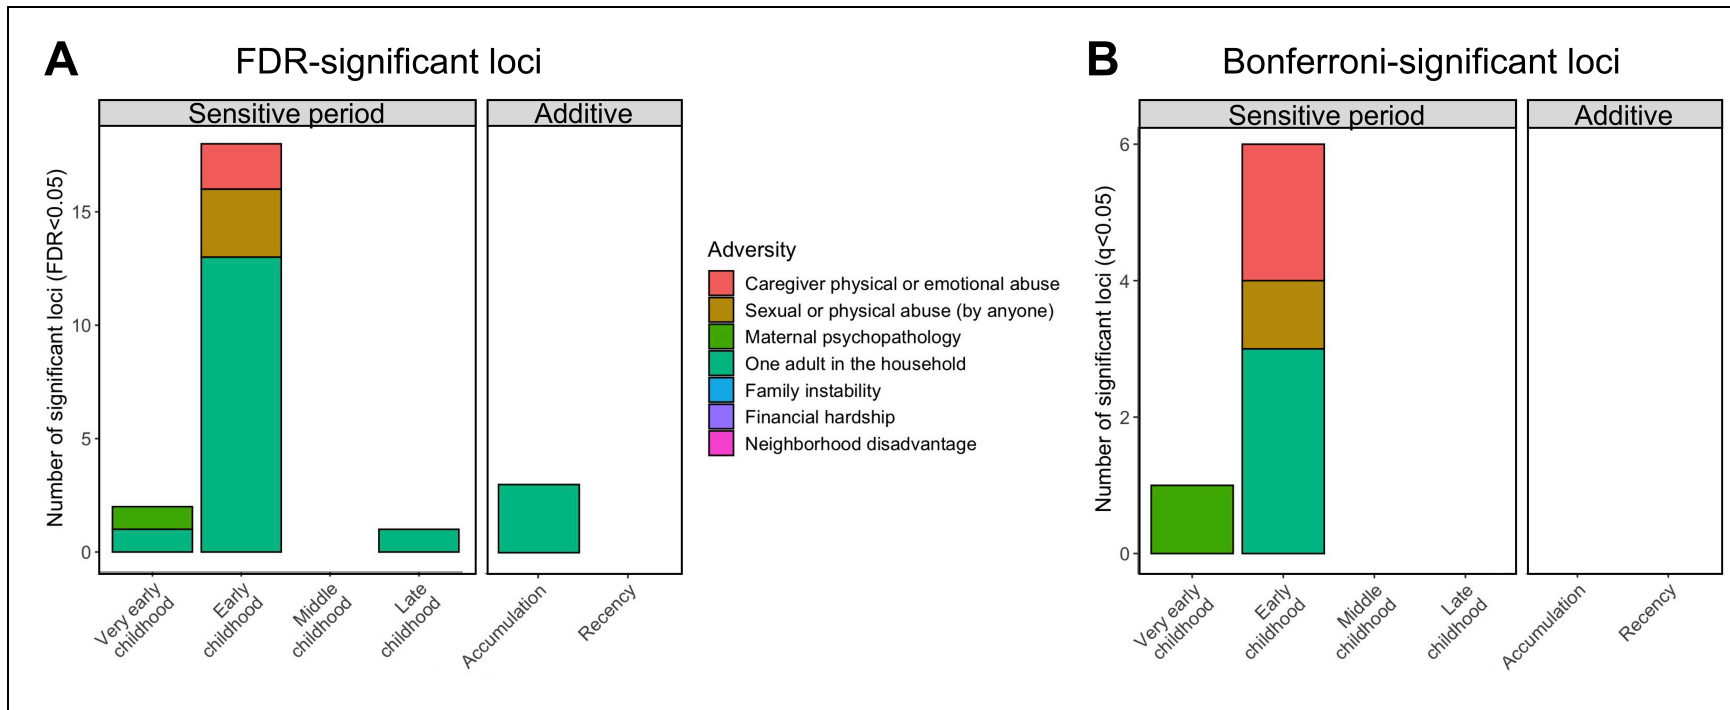 A
FDR-significant loci
Sensitive period
Additive
Number of significant loci (FDR<0.05)
15
10
5
0
Very early
childhood
Early
childhood
Middle
childhood
Late
childhood
Accumulation
Recency
Adversity
Caregiver physical or emotional abuse
Sexual or physical abuse (by anyone)
Maternal psychopathology
One adult in the household
Family instability
Financial hardship
Neighborhood disadvantage
B
Bonferroni-significant loci
Sensitive period
Additive
Number of significant loci (q<0.05)
6
4
2
0
Very early
childhood
Early
childhood
Middle
childhood
Late
childhood
Accumulation
Recency